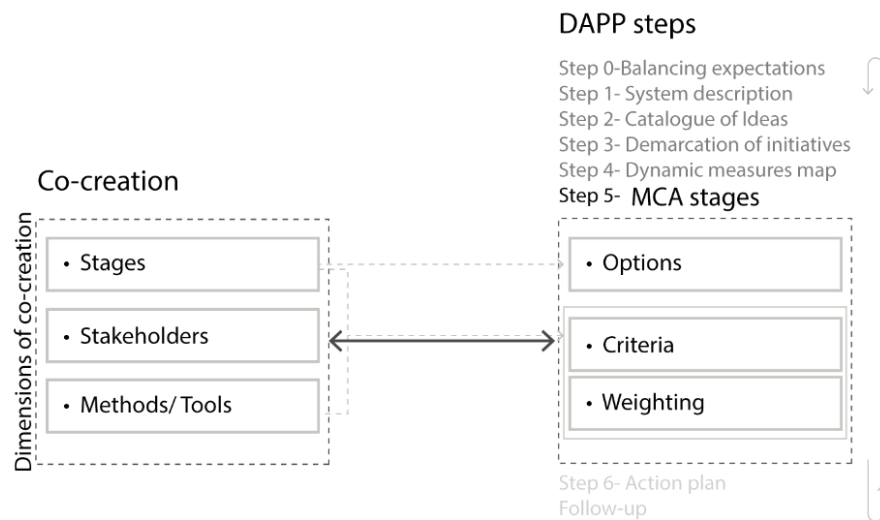 DAPP steps
Step 0-Balancing expectations
Step 1- System description
Step 2- Catalogue of Ideas
Step 3- Demarcation of initiatives
Step 4- Dynamic measures map
Step 5- MCA stages
Co-creation
Dimensions of co-creation
• Stages
• Stakeholders
• Methods/ Tools
• Options
• Criteria
• Weighting
Step 6- Action plan
Follow-up